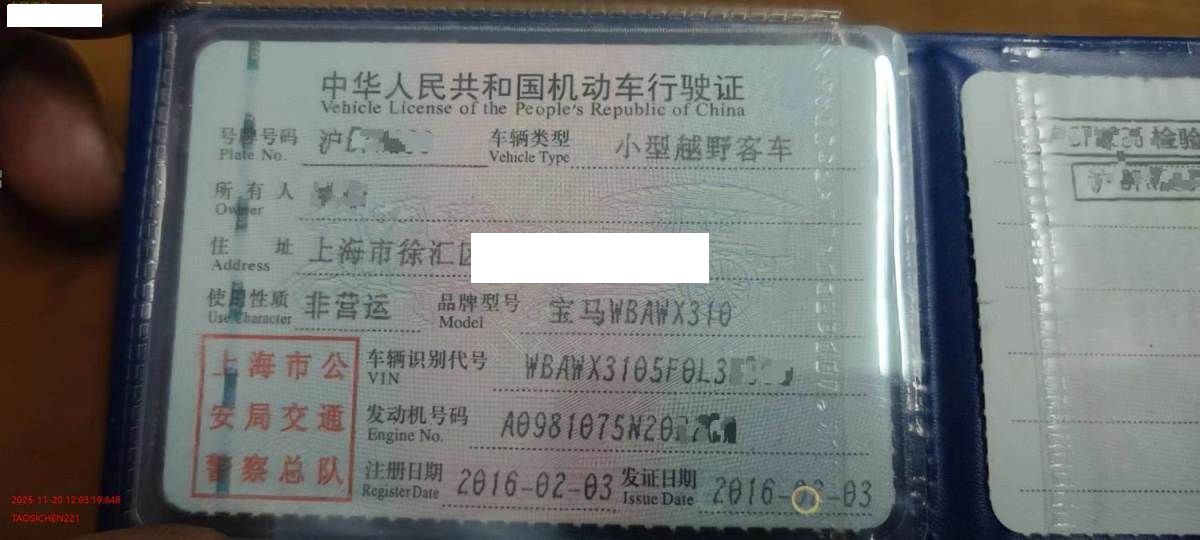 中华人民共和国机动车行驶证
Vehicle License of the People's Republic of China
号牌号码 沪 车辆类型 小型越野客车
Plate No. Vehicle Type
所有人
Owner
住址 上海市徐汇区
Address
使用性质 非营运 品牌型号 宝马WBAWX310
Use Character Model
上海市公
安局交通
警察总队
车辆识别代号 WBAWX3105F0L3
VIN
发动机号码 A0981075N20
Engine No.
注册日期 2016-02-03 发证日期 2016-02-03
Register Date Issue Date
检验
2025-11-20 12:03:19:648
TAOSICHEN221